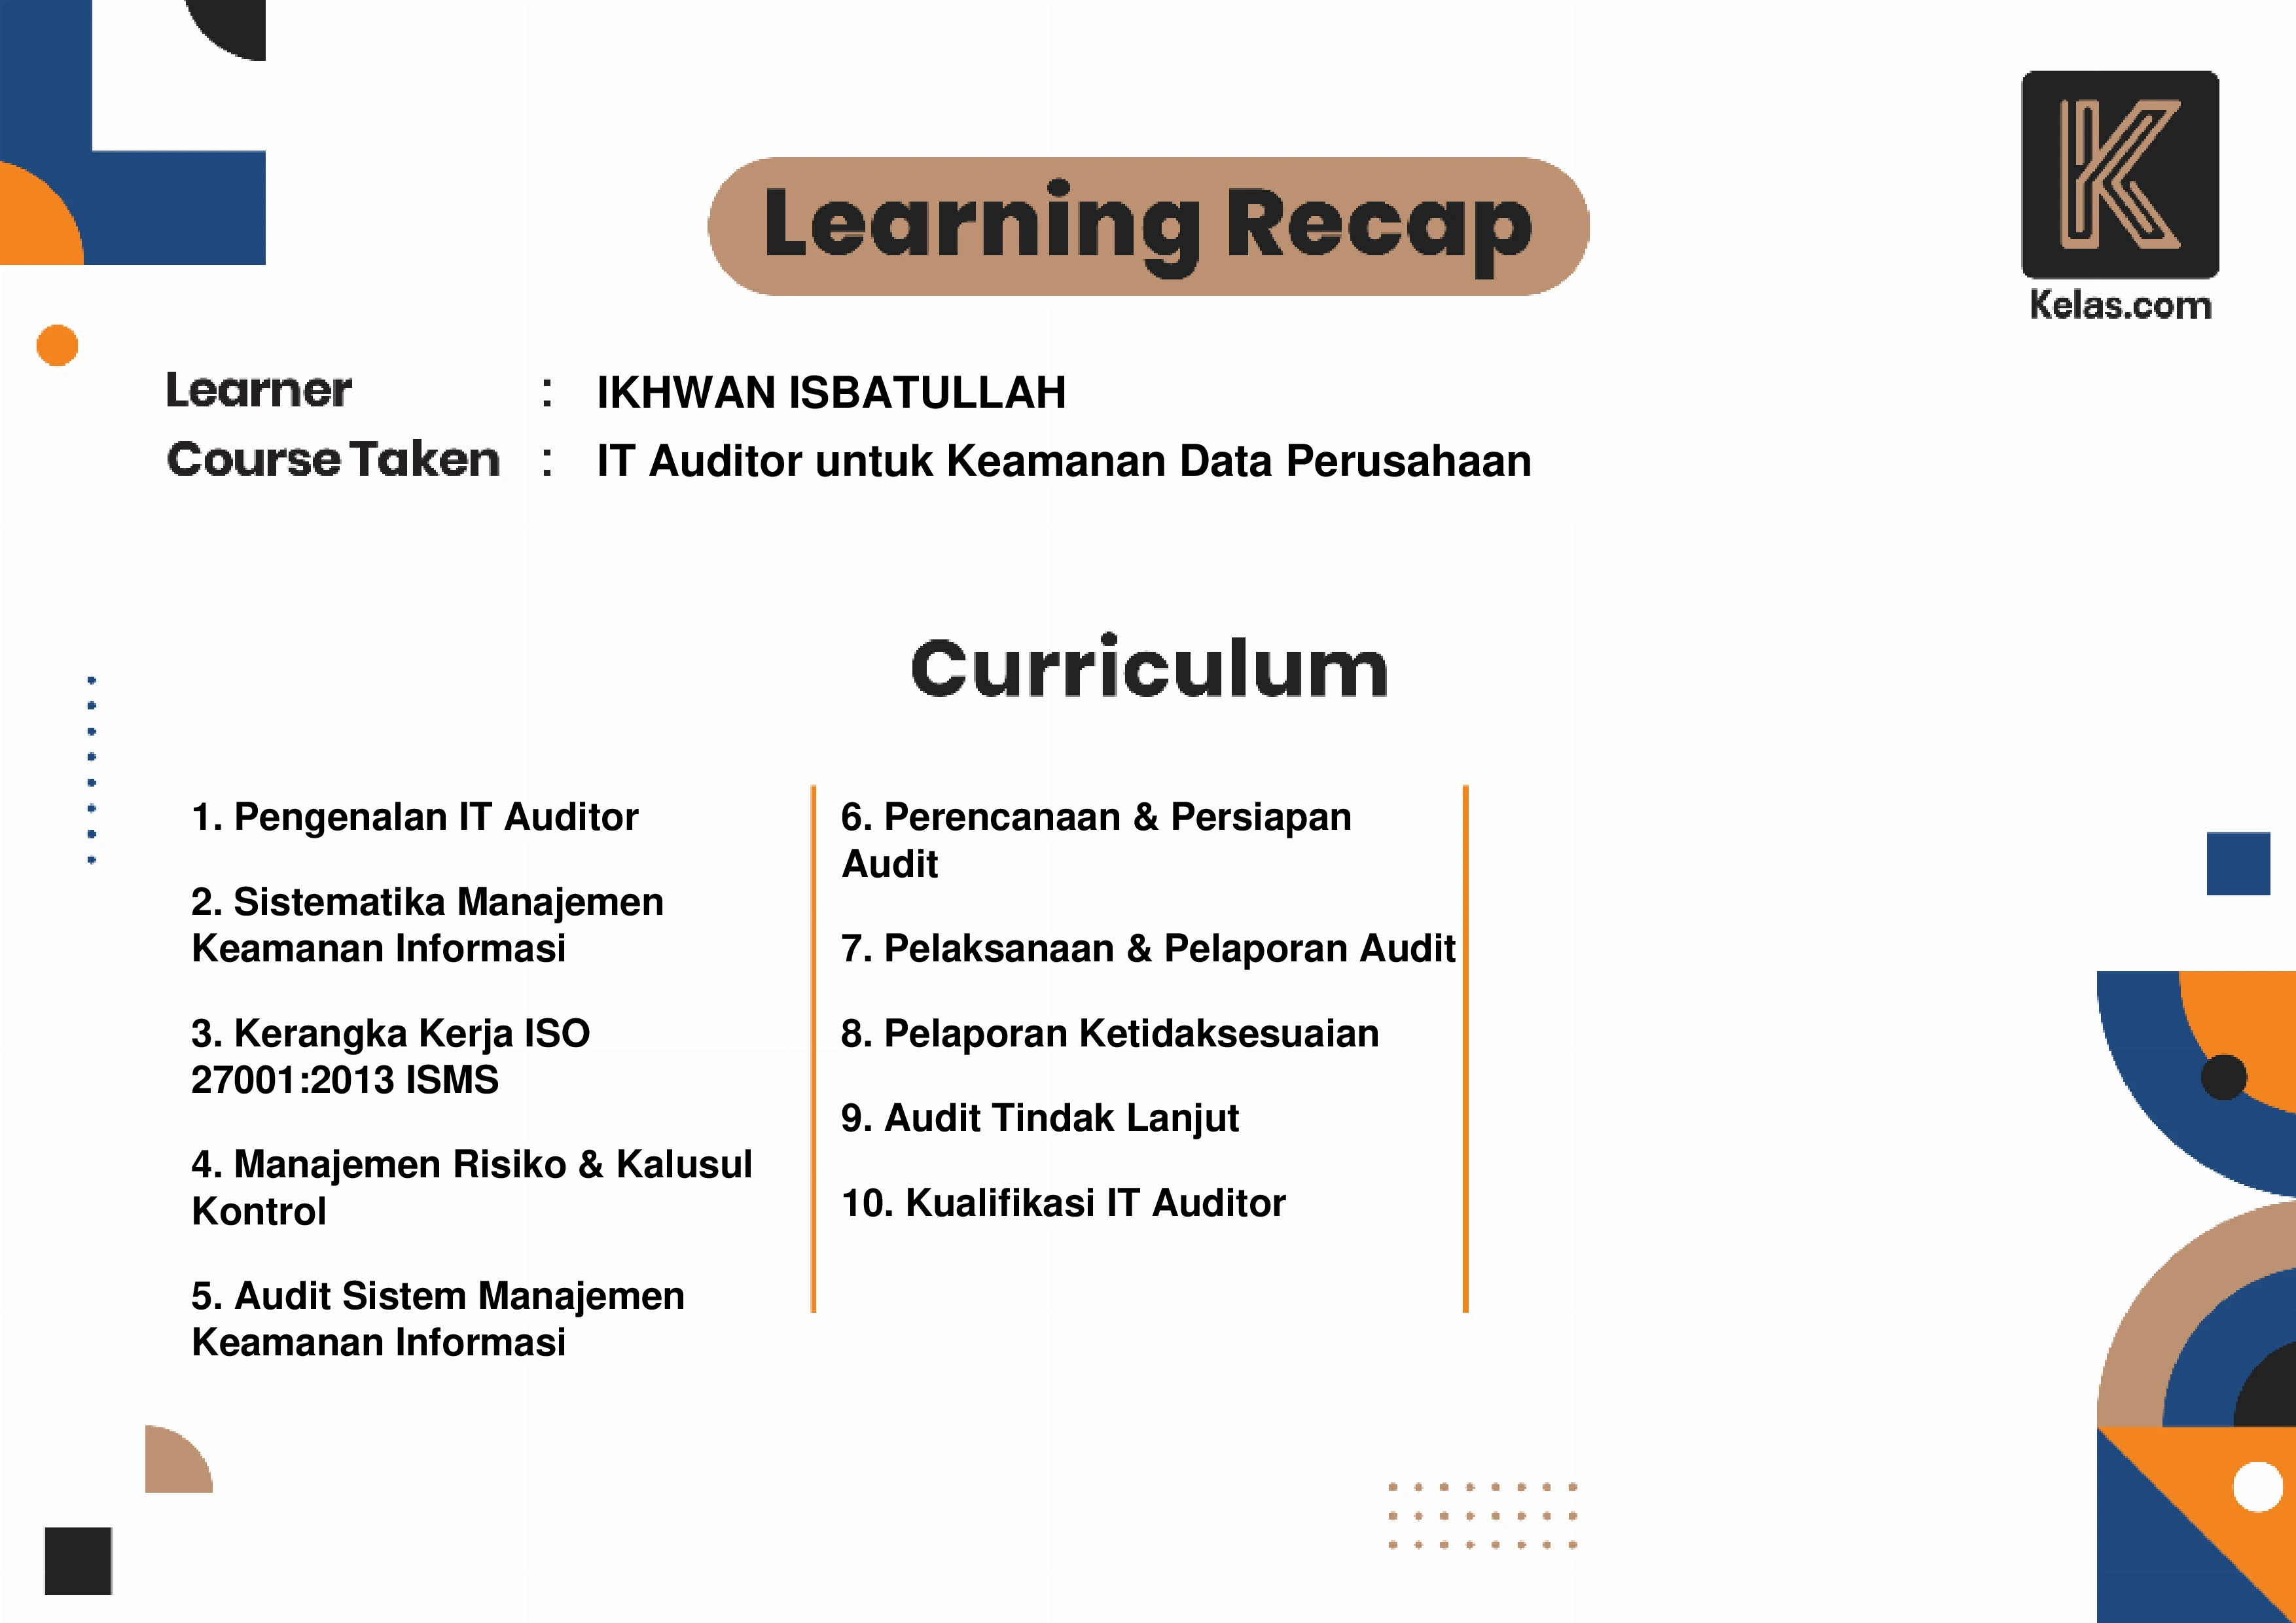 Learning Recap
K
Kelas.com
Learner : IKHWAN ISBATULLAH
Course Taken : IT Auditor untuk Keamanan Data Perusahaan
Curriculum
1. Pengenalan IT Auditor
2. Sistematika Manajemen
Keamanan Informasi
3. Kerangka Kerja ISO
27001:2013 ISMS
4. Manajemen Risiko & Kalusul
Kontrol
5. Audit Sistem Manajemen
Keamanan Informasi
6. Perencanaan & Persiapan
Audit
7. Pelaksanaan & Pelaporan Audit
8. Pelaporan Ketidaksesuaian
9. Audit Tindak Lanjut
10. Kualifikasi IT Auditor